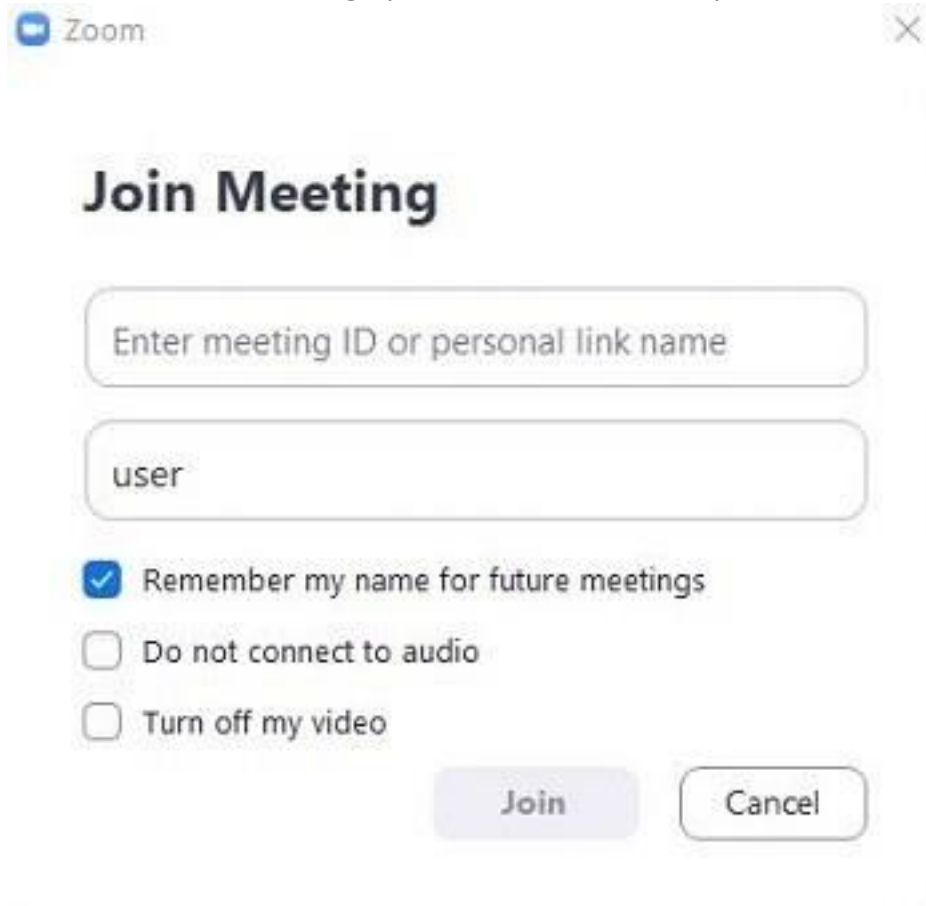 Zoom
Join Meeting
Enter meeting ID or personal link name
user
Remember my name for future meetings
Do not connect to audio
Turn off my video
Join Cancel